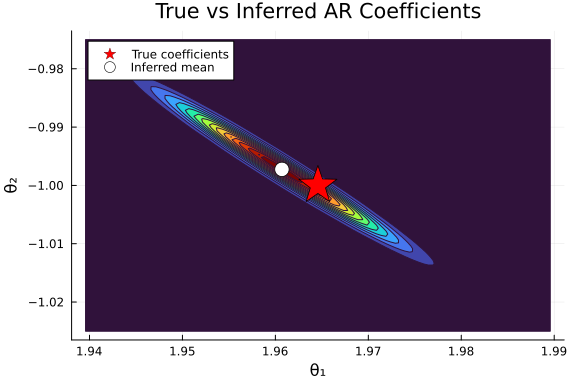 True vs Inferred AR Coefficients
True coefficients
Inferred mean
θ₂
−0.98
−0.99
−1.00
−1.01
−1.02
1.94
1.95
1.96
1.97
1.98
1.99
θ₁